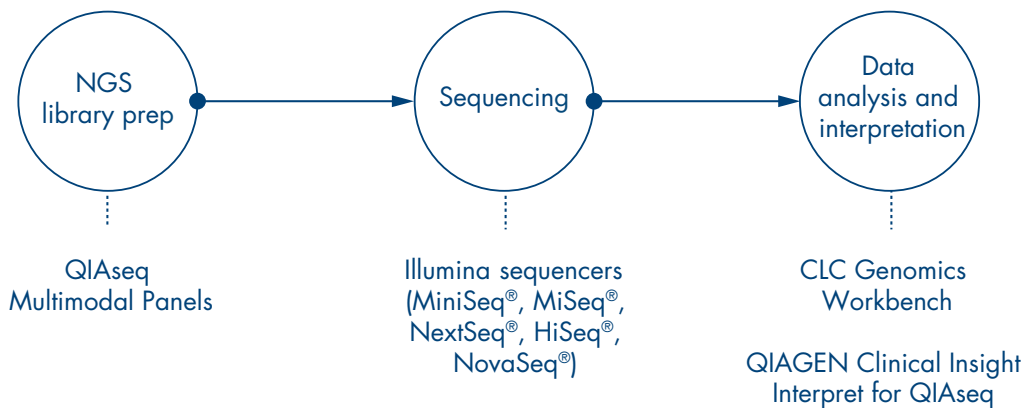 NGS
library prep
Sequencing
Data
analysis and
interpretation
QIAseq
Multimodal Panels
Illumina sequencers
(MiniSeq®, MiSeq®,
NextSeq®, HiSeq®,
NovaSeq®)
CLC Genomics
Workbench
QIAGEN Clinical Insight
Interpret for QIAseq